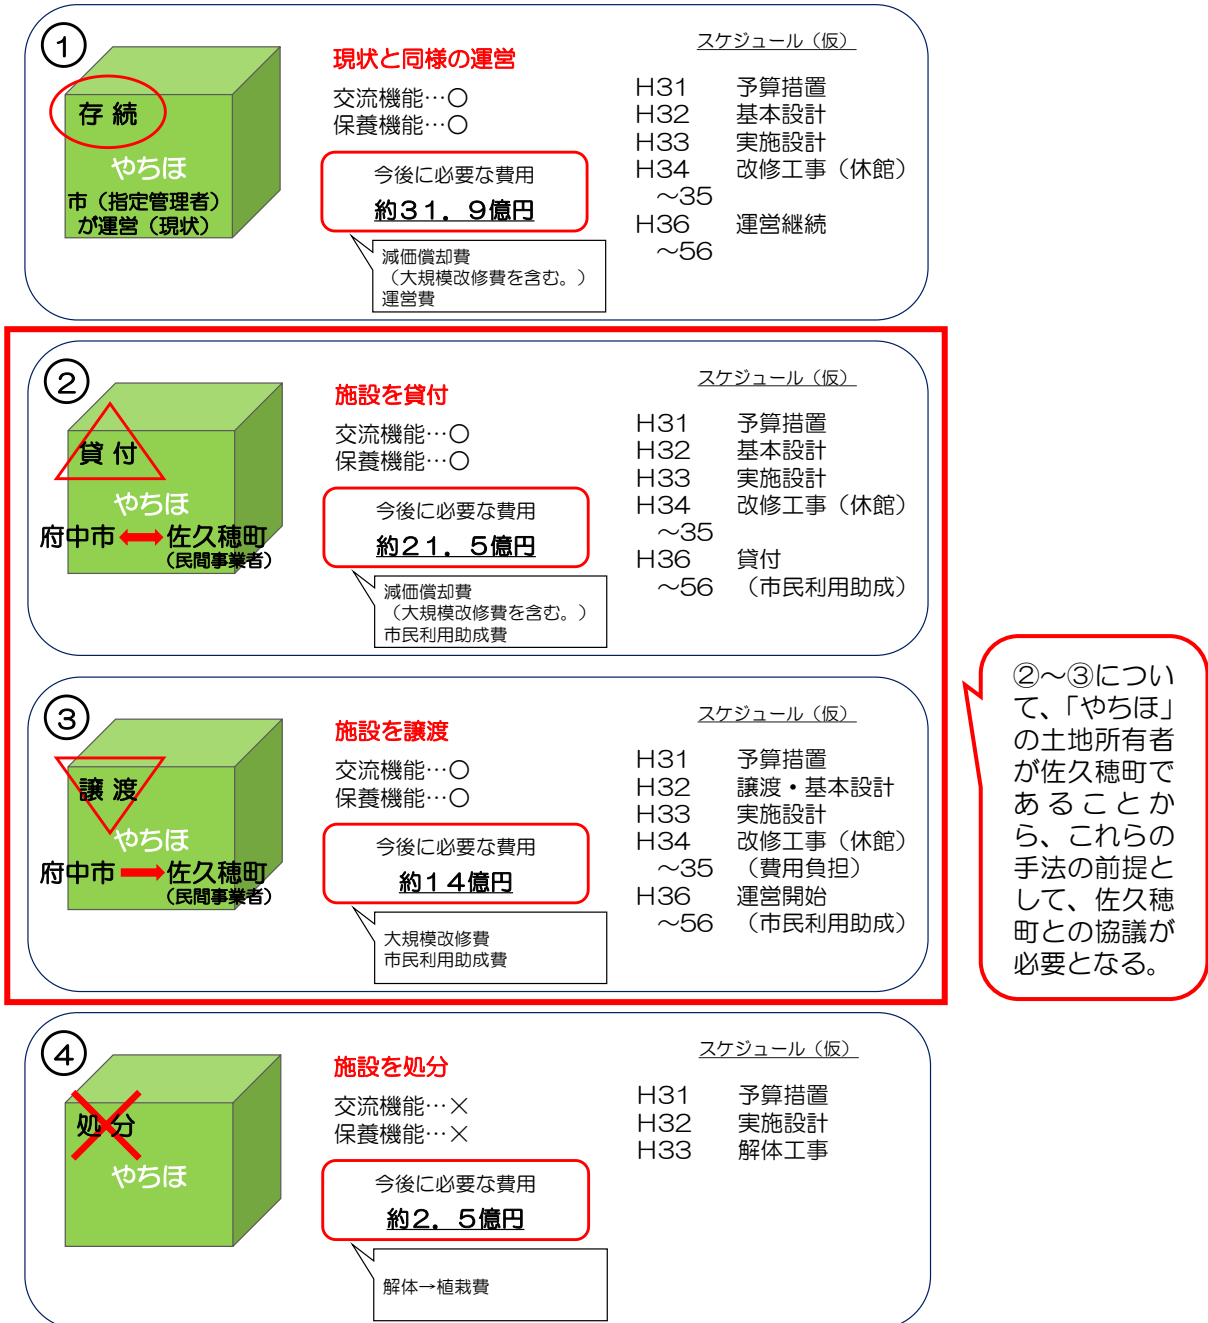 ①
存 続
やちほ
市（指定管理者）
が運営（現状）
現状と同様の運営
交流機能…〇
保養機能…〇
今後に必要な費用
約３１．９億円
減価償却費
（大規模改修費を含む。）
運営費
スケジュール（仮）
H31 予算措置
H32 基本設計
H33 実施設計
H34 改修工事（休館）
～35
H36 運営継続
～56
②
貸 付
やちほ
府中市 佐久穂町
（民間事業者）
施設を貸付
交流機能…〇
保養機能…〇
今後に必要な費用
約２１．５億円
減価償却費
（大規模改修費を含む。）
市民利用助成費
スケジュール（仮）
H31 予算措置
H32 基本設計
H33 実施設計
H34 改修工事（休館）
～35
H36 貸付
～56 （市民利用助成）
③
譲 渡
やちほ
府中市 佐久穂町
（民間事業者）
施設を譲渡
交流機能…〇
保養機能…〇
今後に必要な費用
約１４億円
大規模改修費
市民利用助成費
スケジュール（仮）
H31 予算措置
H32 譲渡・基本設計
H33 実施設計
H34 改修工事（休館）
～35 （費用負担）
H36 運営開始
～56 （市民利用助成）
②～③につい
て、「やちほ」
の土地所有者
が佐久穂町で
あることか
ら、これらの
手法の前提と
して、佐久穂
町との協議が
必要となる。
④
処 分
やちほ
施設を処分
交流機能…×
保養機能…×
今後に必要な費用
約２．５億円
解体→植栽費
スケジュール（仮）
H31 予算措置
H32 実施設計
H33 解体工事